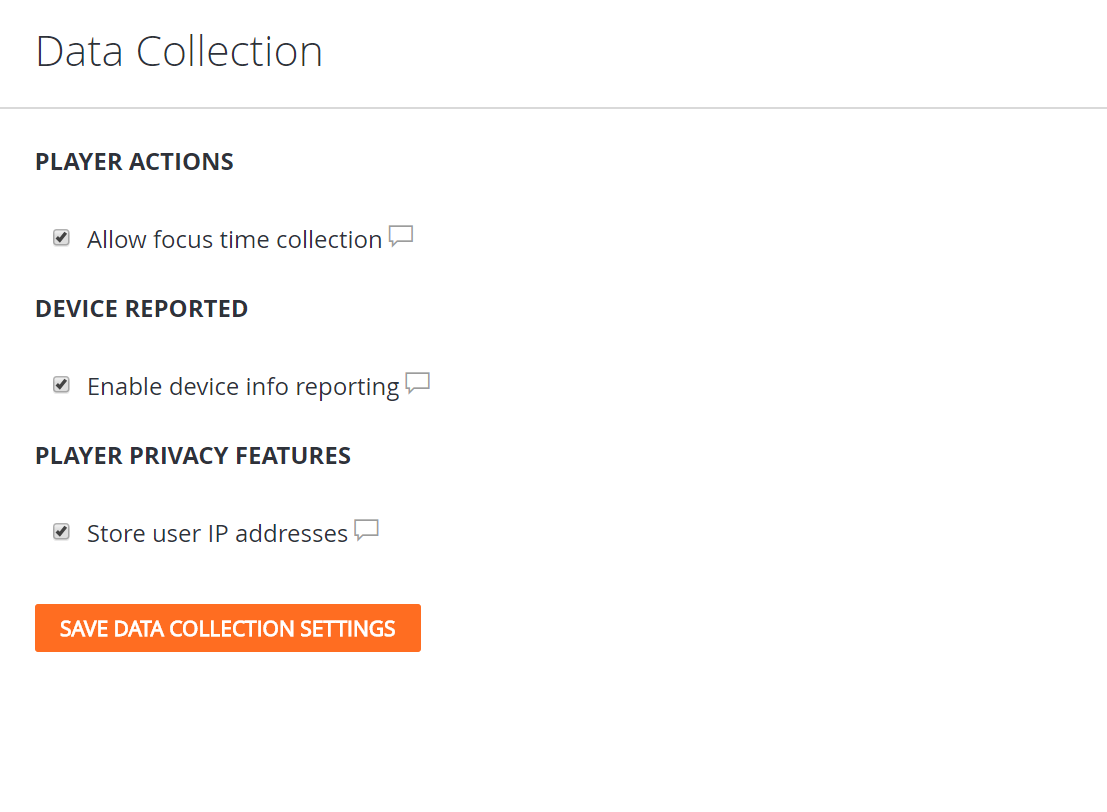 Data Collection
PLAYER ACTIONS
Allow focus time collection
DEVICE REPORTED
Enable device info reporting
PLAYER PRIVACY FEATURES
Store user IP addresses
SAVE DATA COLLECTION SETTINGS